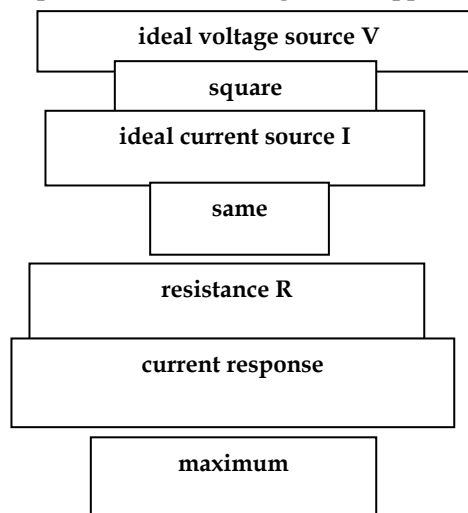 ideal voltage source V
square
ideal current source I
same
resistance R
current response
maximum